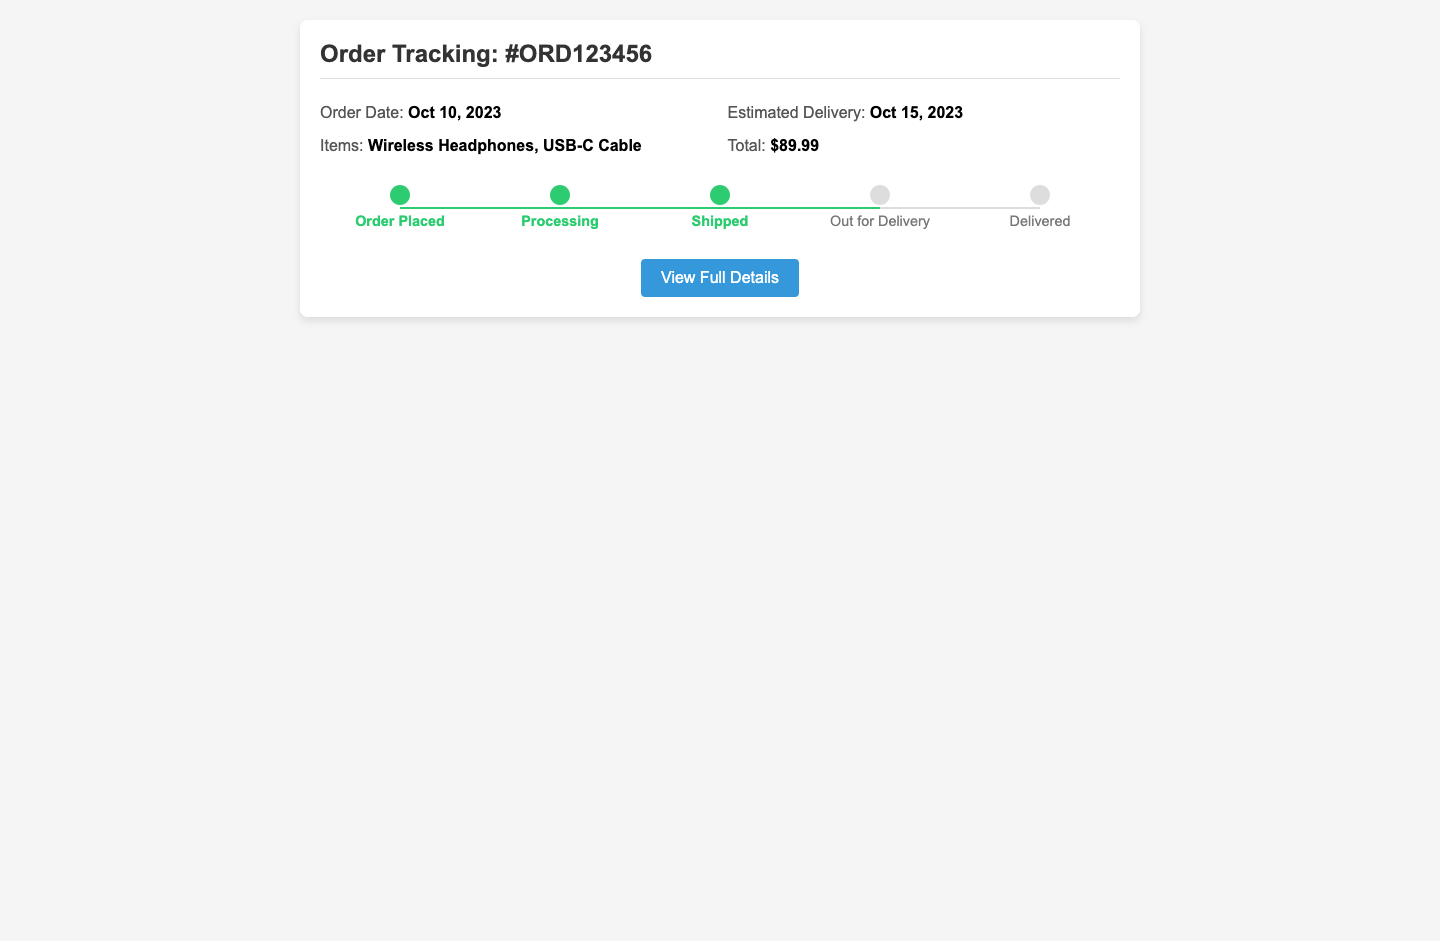 Order Tracking: #ORD123456
Order Date: Oct 10, 2023
Estimated Delivery: Oct 15, 2023
Items: Wireless Headphones, USB-C Cable
Total: $89.99
Order Placed
Processing
Shipped
Out for Delivery
Delivered
View Full Details